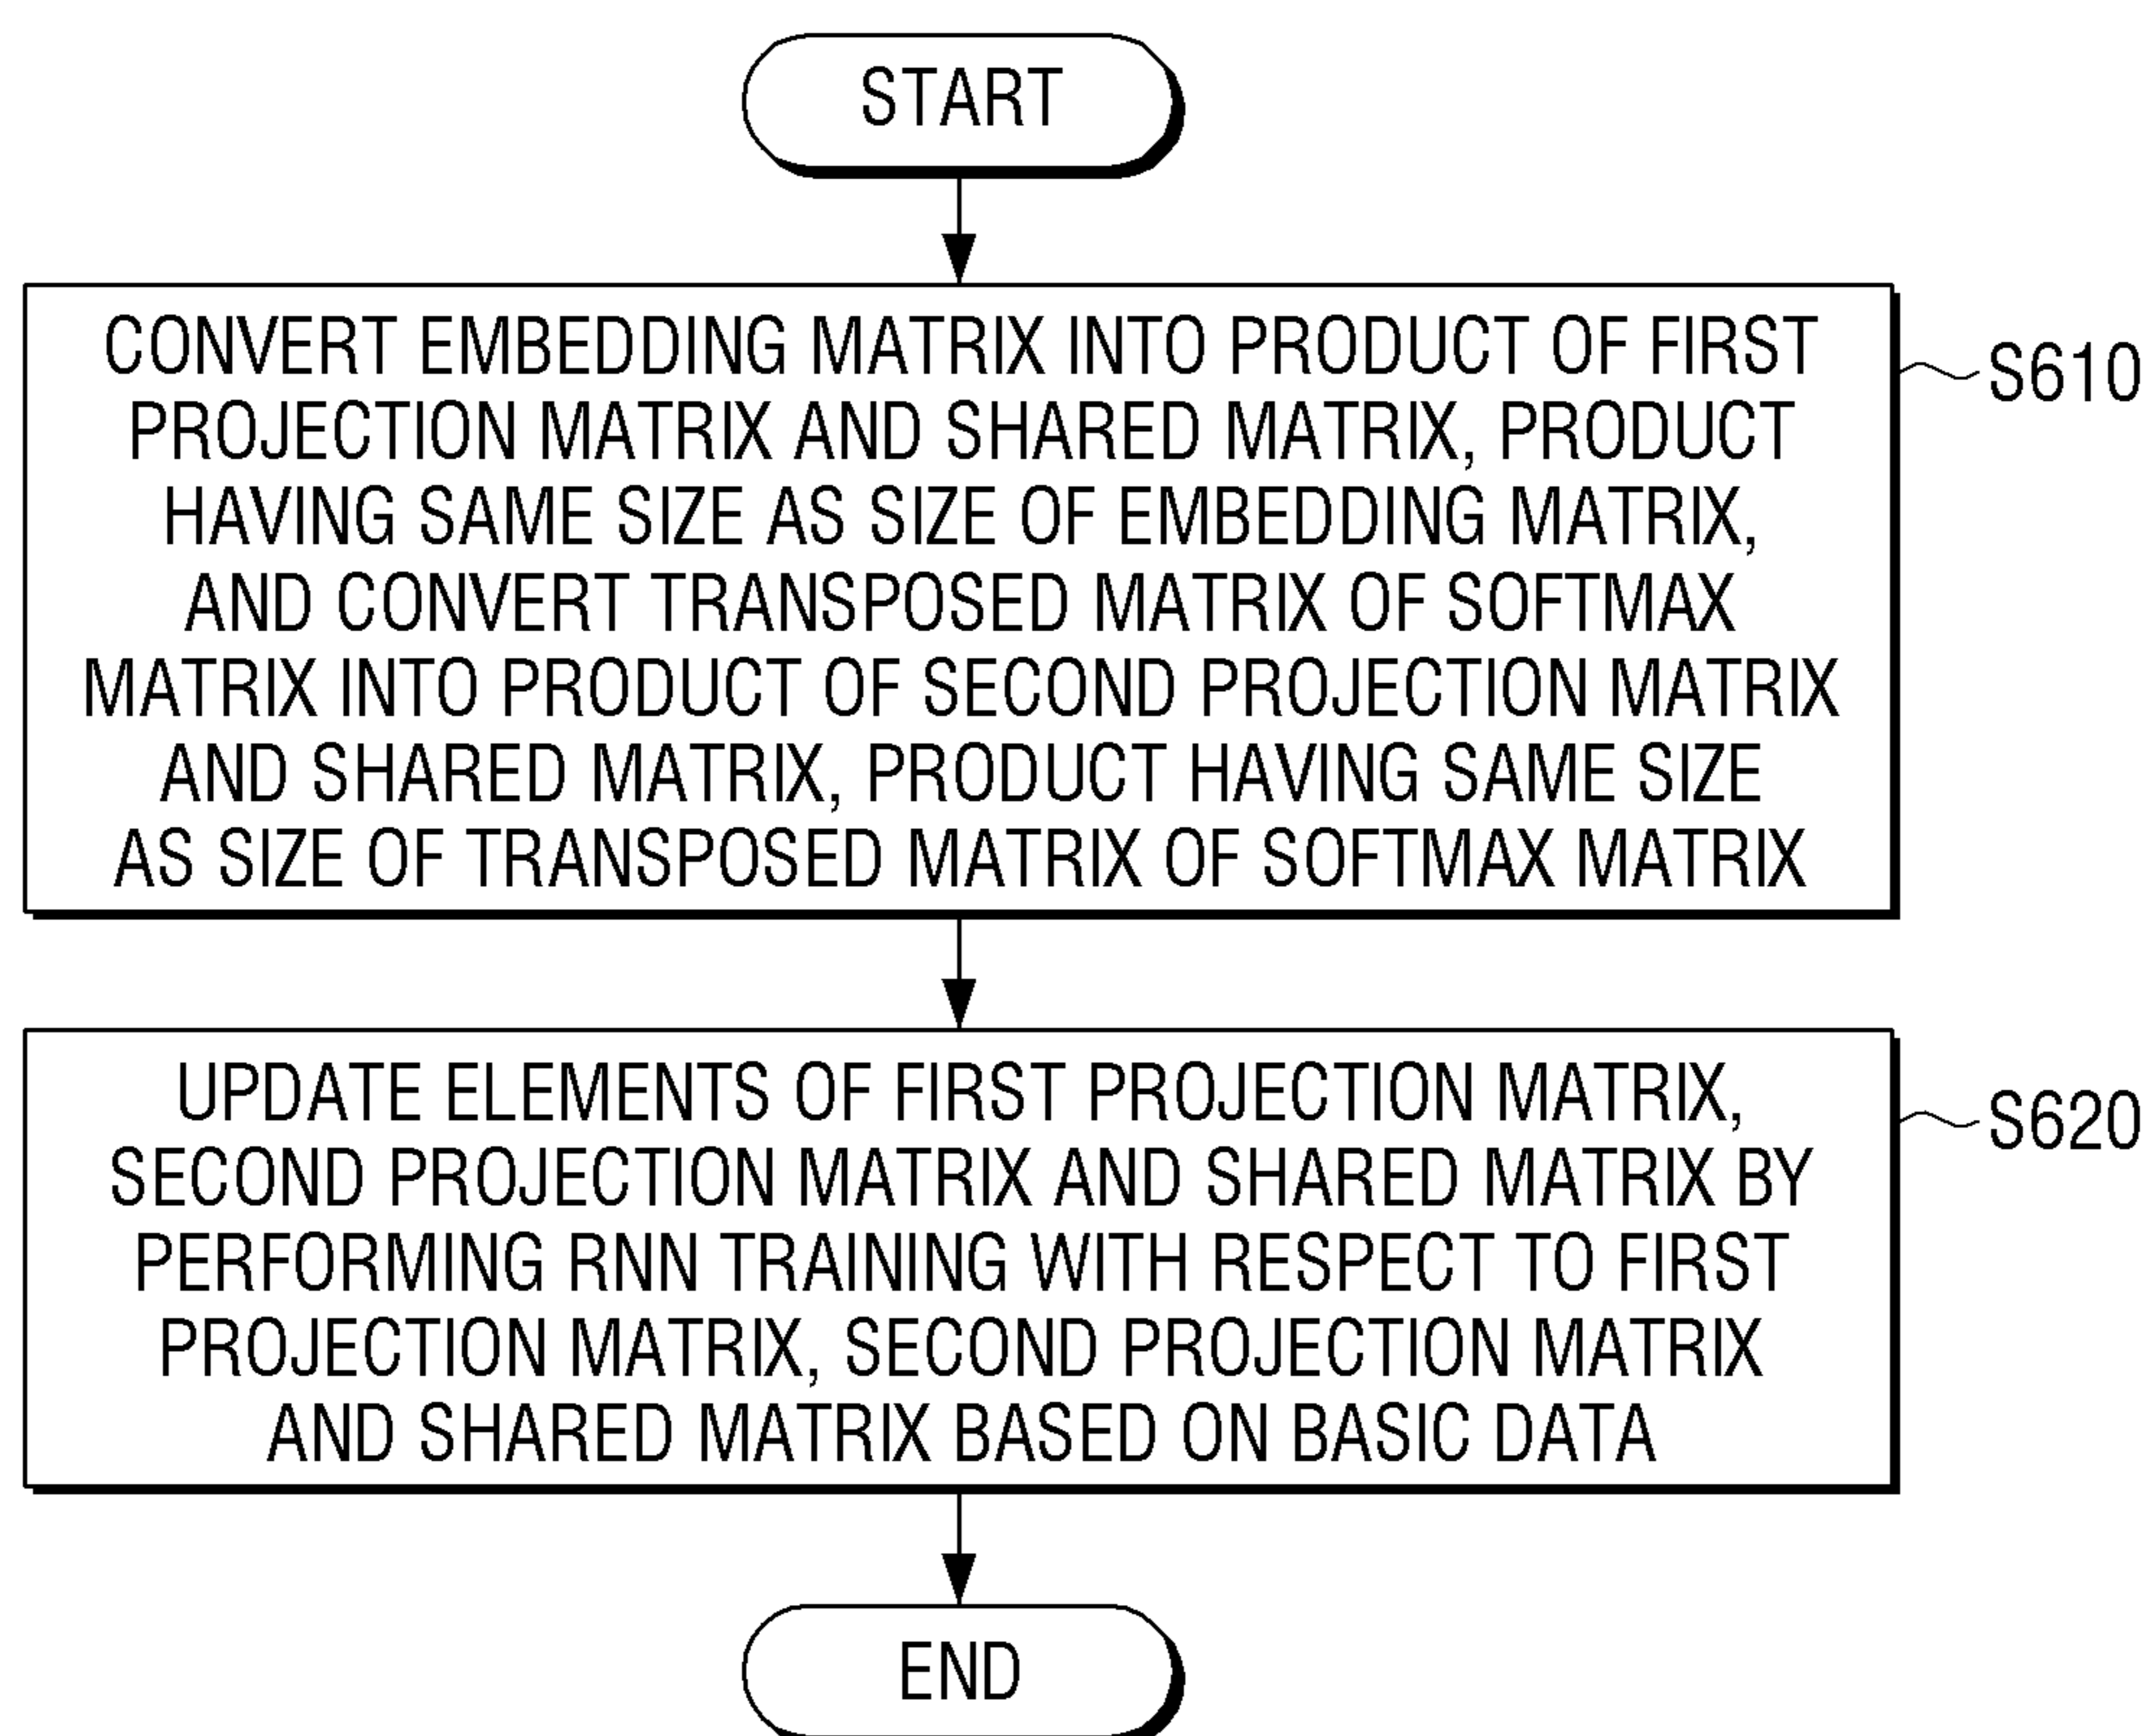 START
CONVERT EMBEDDING MATRIX INTO PRODUCT OF FIRST
PROJECTION MATRIX AND SHARED MATRIX, PRODUCT
HAVING SAME SIZE AS SIZE OF EMBEDDING MATRIX,
AND CONVERT TRANSPOSED MATRIX OF SOFTMAX
MATRIX INTO PRODUCT OF SECOND PROJECTION MATRIX
AND SHARED MATRIX, PRODUCT HAVING SAME SIZE
AS SIZE OF TRANSPOSED MATRIX OF SOFTMAX MATRIX
S610
UPDATE ELEMENTS OF FIRST PROJECTION MATRIX,
SECOND PROJECTION MATRIX AND SHARED MATRIX BY
PERFORMING RNN TRAINING WITH RESPECT TO FIRST
PROJECTION MATRIX, SECOND PROJECTION MATRIX
AND SHARED MATRIX BASED ON BASIC DATA
S620
END